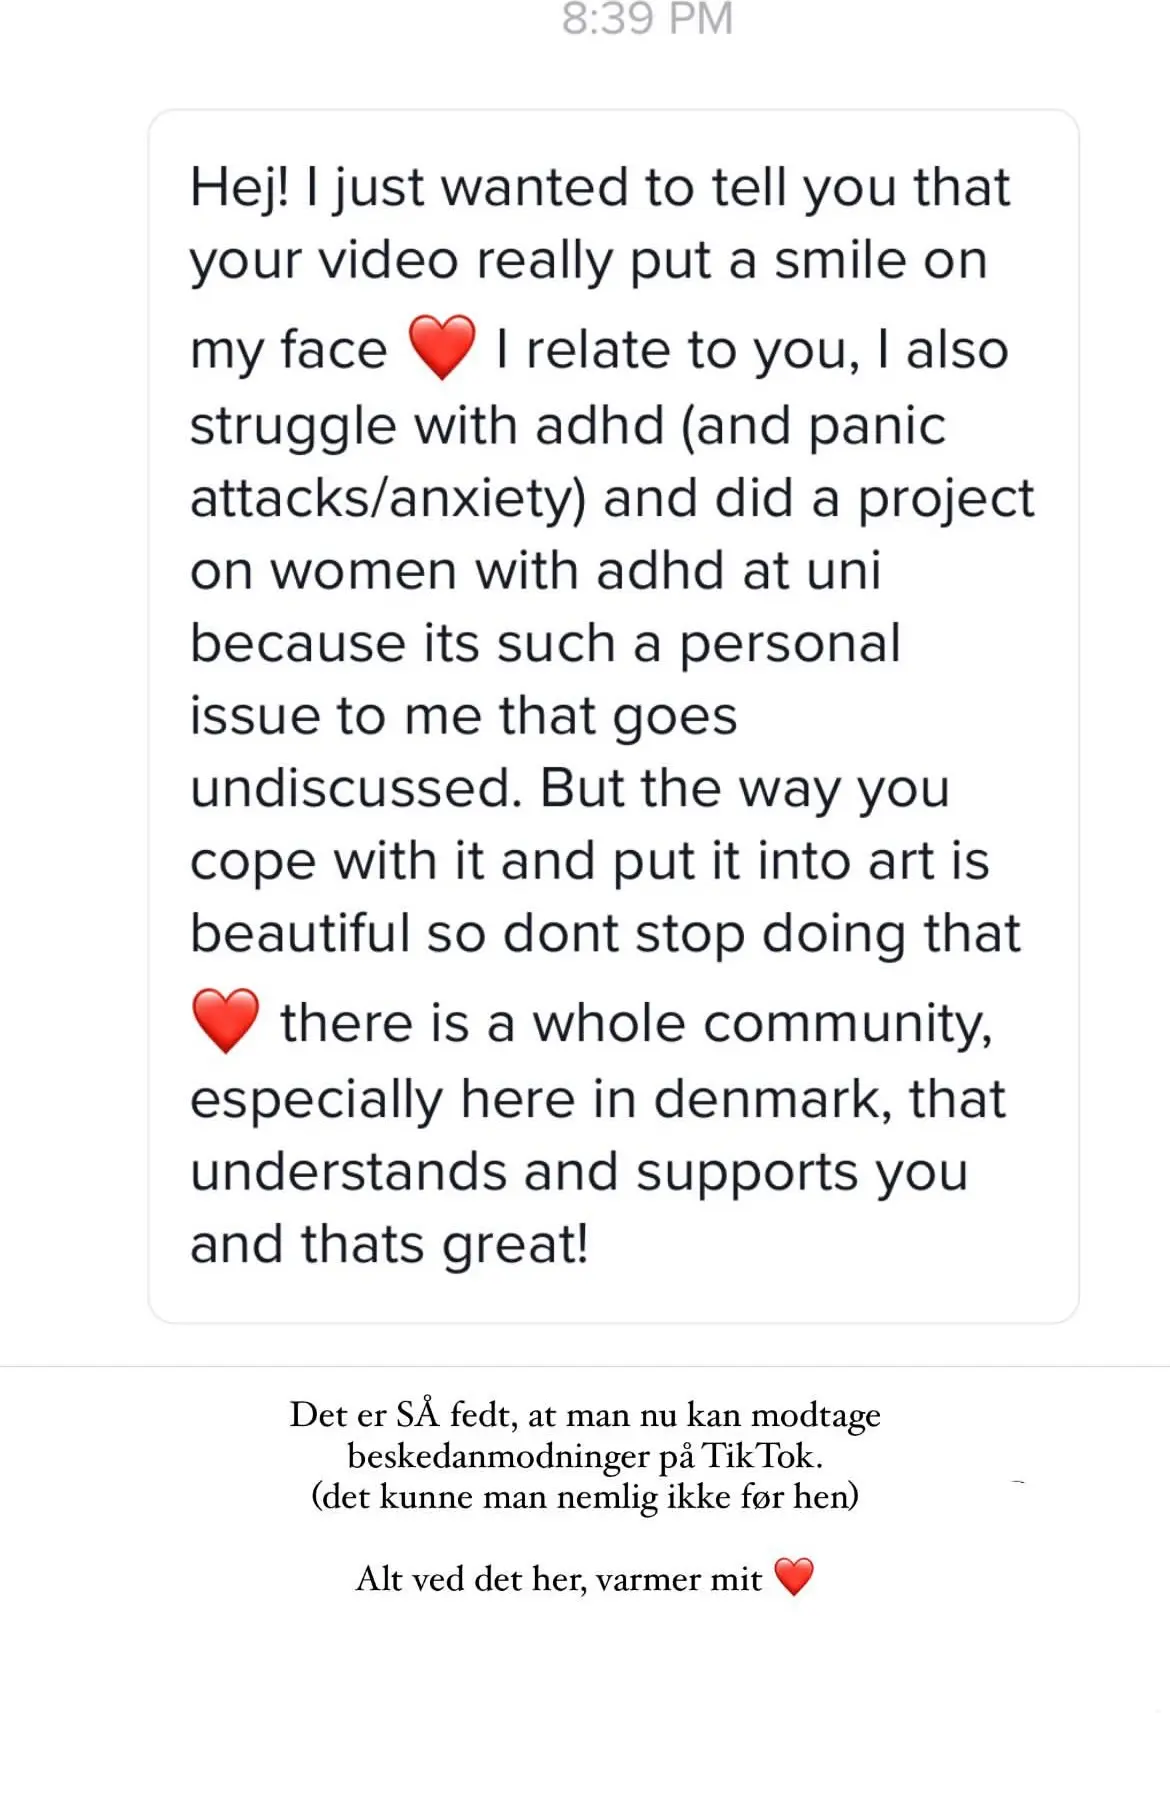 8:39 PM
Hej! I just wanted to tell you that
your video really put a smile on
my face ❤️ I relate to you, I also
struggle with adhd (and panic
attacks/anxiety) and did a project
on women with adhd at uni
because its such a personal
issue to me that goes
undiscussed. But the way you
cope with it and put it into art is
beautiful so dont stop doing that
❤️ there is a whole community,
especially here in denmark, that
understands and supports you
and thats great!
Det er SÅ fedt, at man nu kan modtage
beskedanmodninger på TikTok.
(det kunne man nemlig ikke før hen)
Alt ved det her, varmer mit ❤️